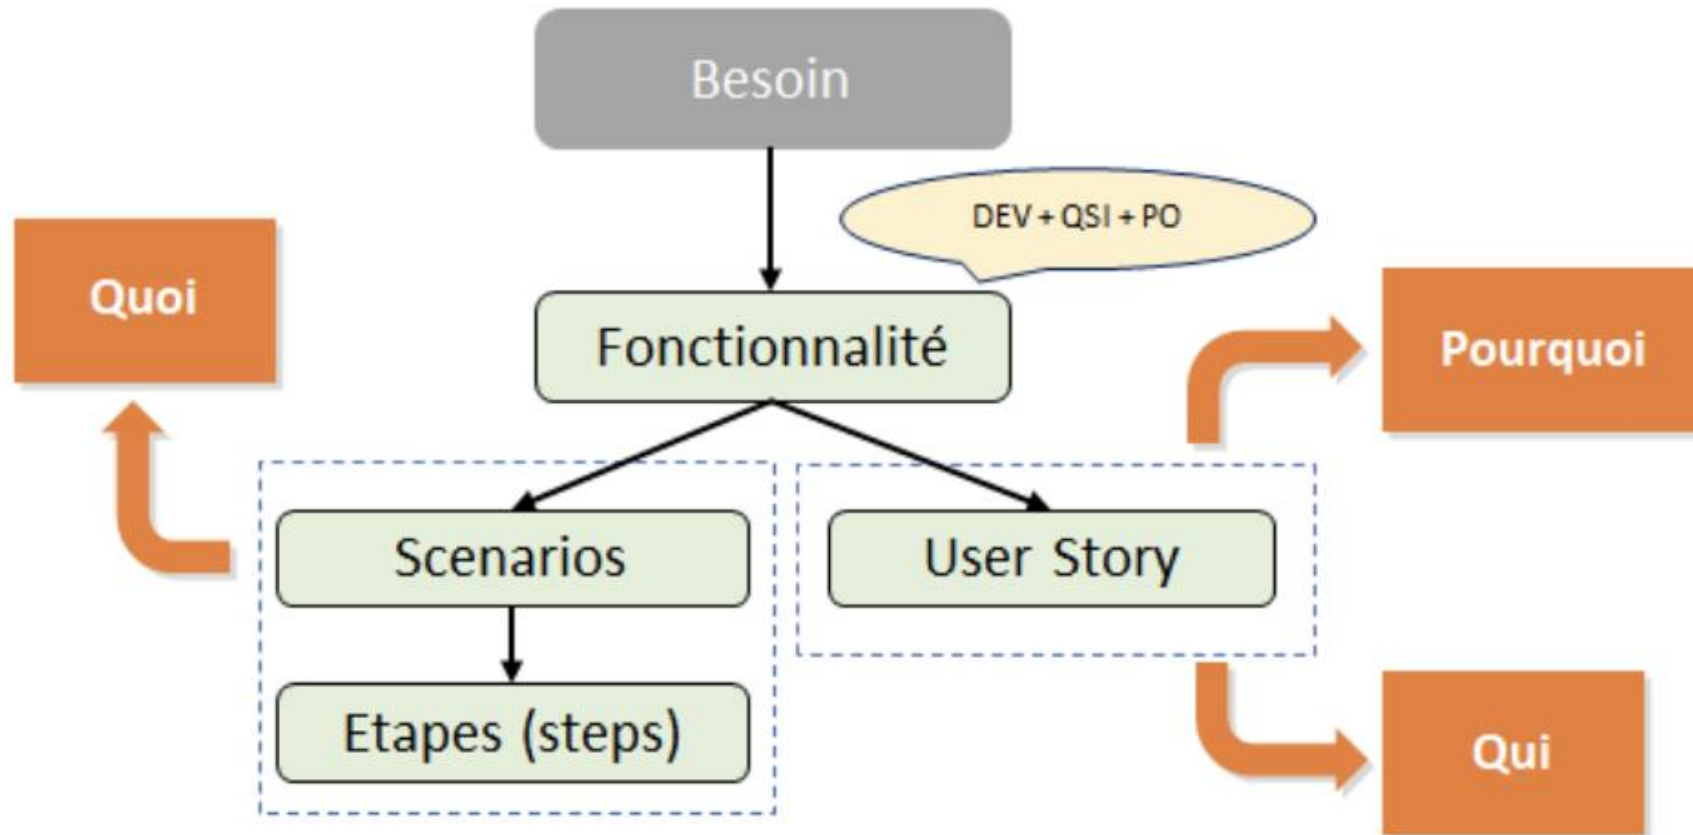 Besoin
DEV + QSI + PO
Quoi
Fonctionnalité
Pourquoi
Scenarios
User Story
Etapes (steps)
Qui